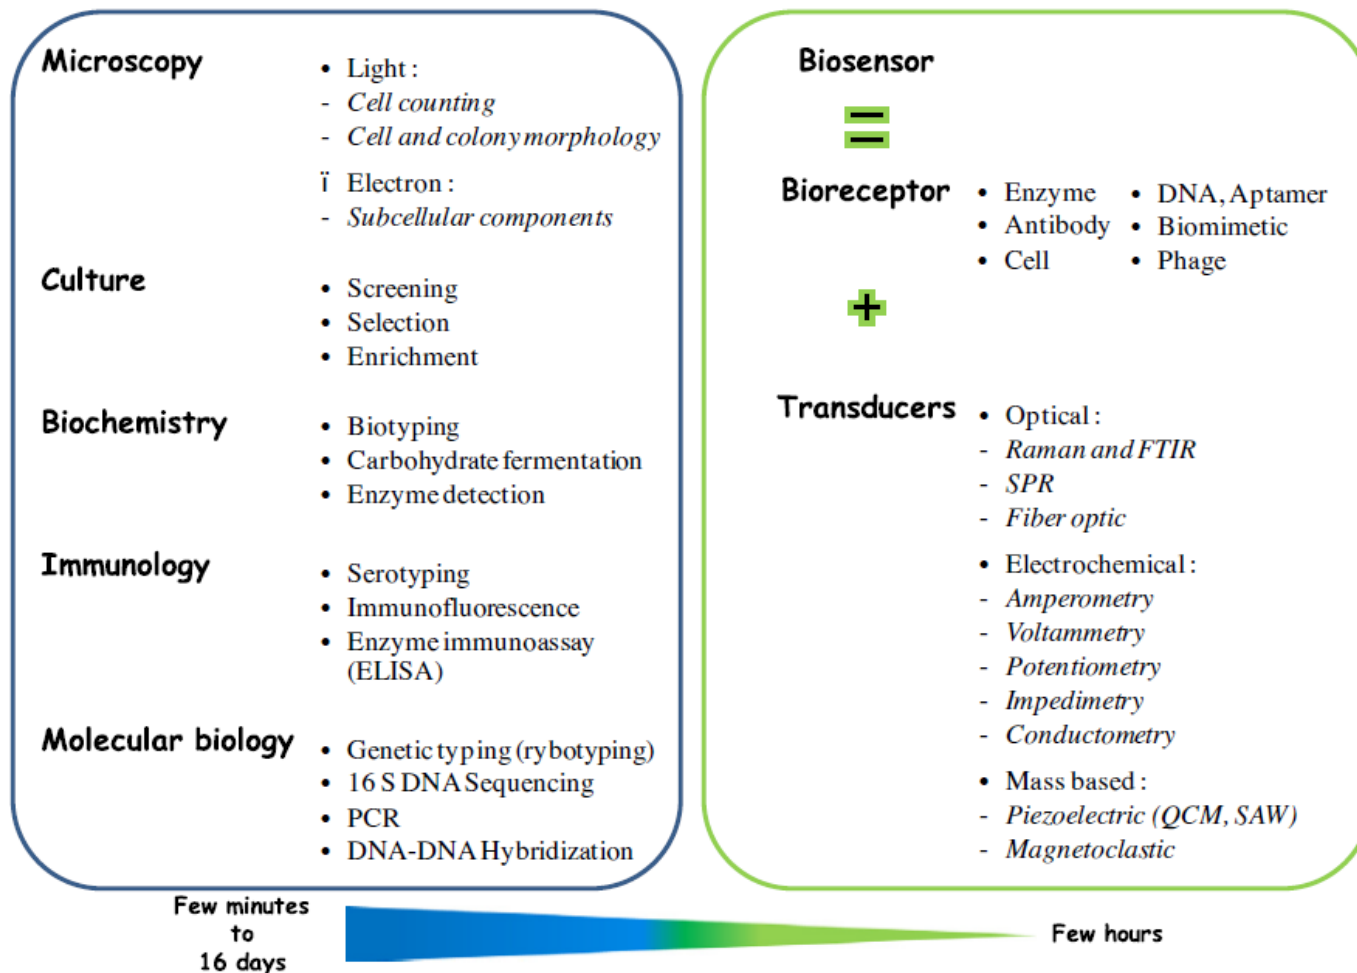 Microscopy
• Light :
- Cell counting
- Cell and colony morphology
ï Electron :
- Subcellular components
Culture
• Screening
• Selection
• Enrichment
Biochemistry
• Biotyping
• Carbohydrate fermentation
• Enzyme detection
Immunology
• Serotyping
• Immunofluorescence
• Enzyme immunoassay
(ELISA)
Molecular biology
• Genetic typing (rybotyping)
• 16 S DNA Sequencing
• PCR
• DNA-DNA Hybridization
Biosensor
=
Bioreceptor
• Enzyme
• Antibody
• Cell
• DNA, Aptamer
• Biomimetic
• Phage
+
Transducers
• Optical :
- Raman and FTIR
- SPR
- Fiber optic
• Electrochemical :
- Amperometry
- Voltammetry
- Potentiometry
- Impedimetry
- Conductometry
• Mass based :
- Piezoelectric (QCM, SAW)
- Magnetoclastic
Few minutes
to
16 days
Few hours